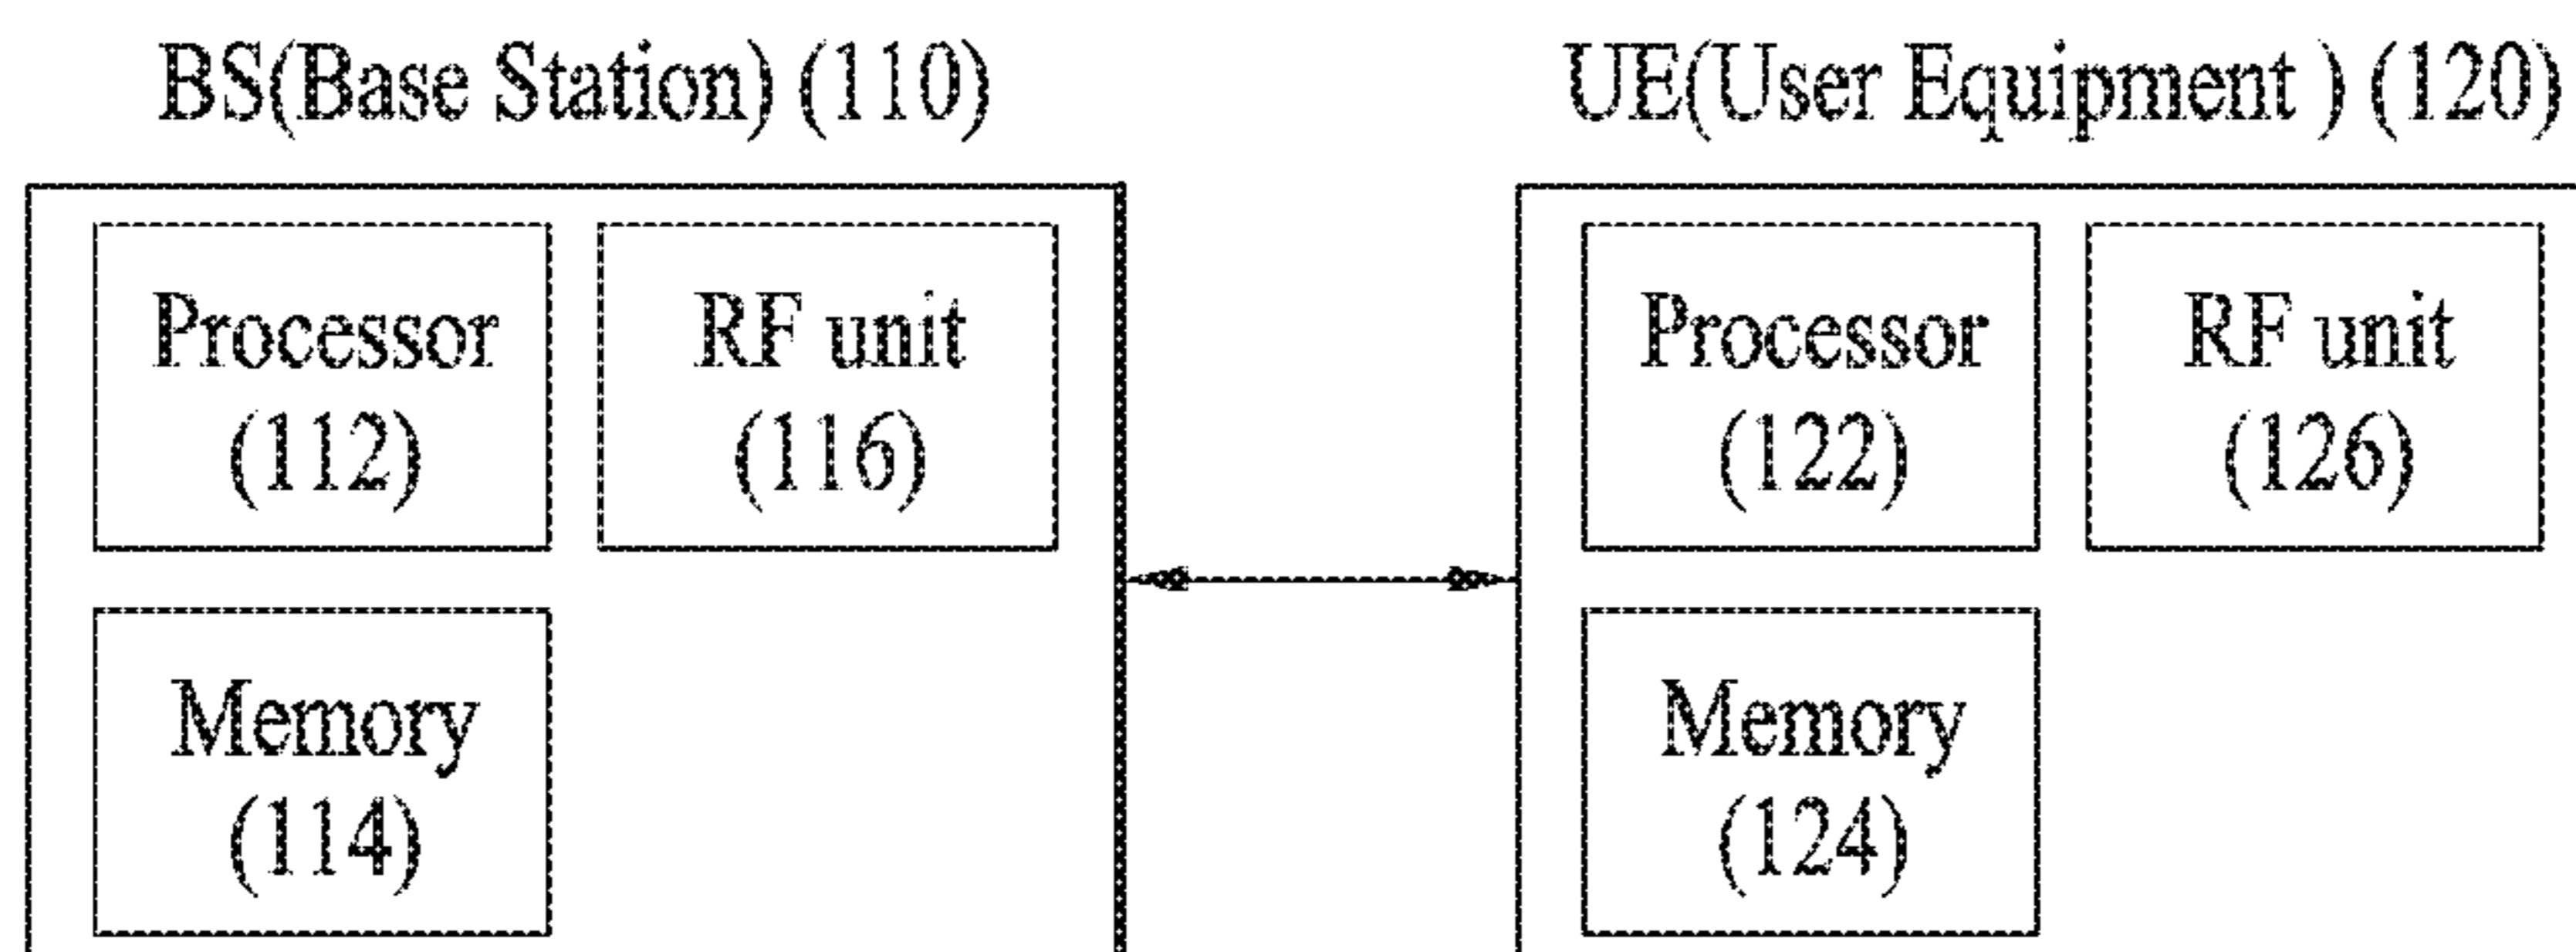 BS(Base Station) (110)
UE(User Equipment ) (120)
Processor
(112)
RF unit
(116)
Processor
(122)
RF unit
(126)
Memory
(114)
Memory
(124)